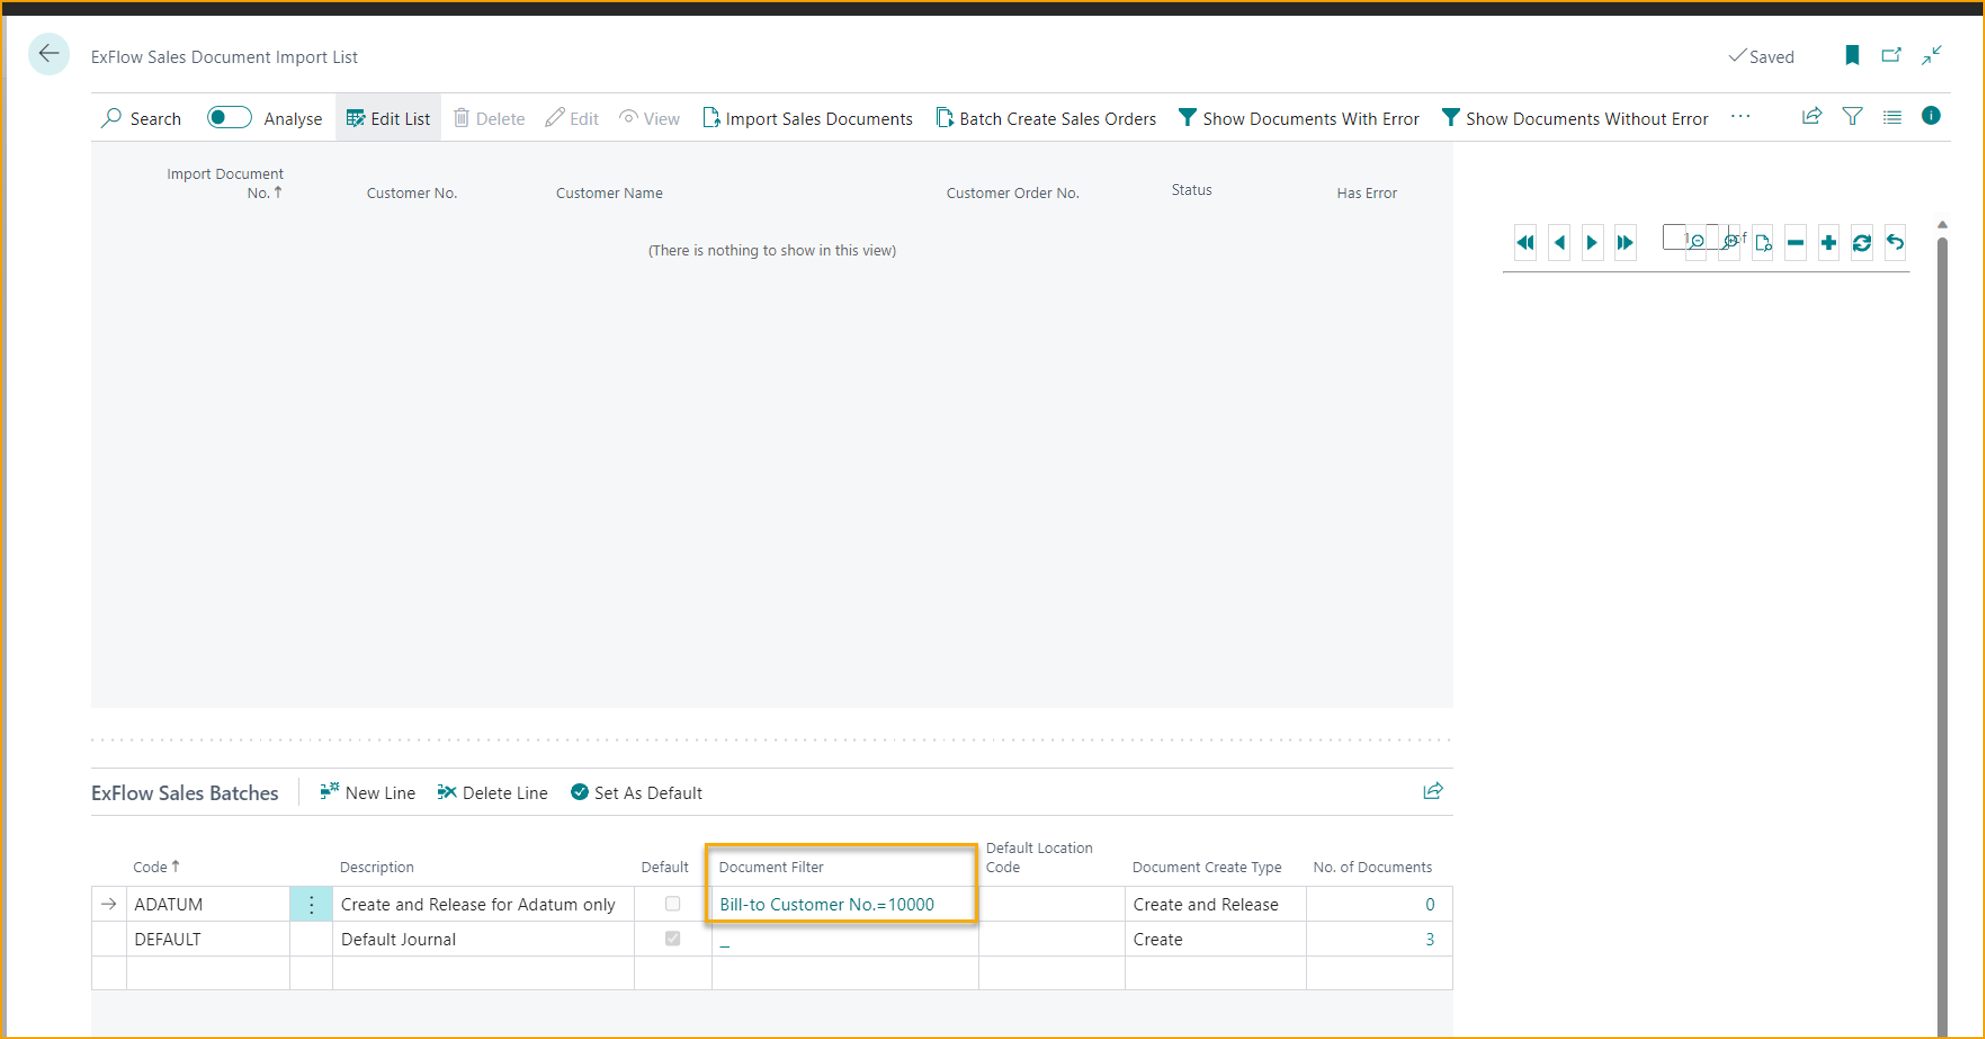 ExFlow Sales Document Import List
Saved
Search Analyse Edit List Delete Edit View Import Sales Documents Batch Create Sales Orders Show Documents With Error Show Documents Without Error ...
Import Document No. ↑ Customer No. Customer Name Customer Order No. Status Has Error
(There is nothing to show in this view)
1 of
ExFlow Sales Batches New Line Delete Line Set As Default
Code ↑ Description Default Document Filter Default Location Code Document Create Type No. of Documents
→ ADATUM Create and Release for Adatum only Bill-to Customer No.=10000 Create and Release 0
DEFAULT Default Journal _ Create 3